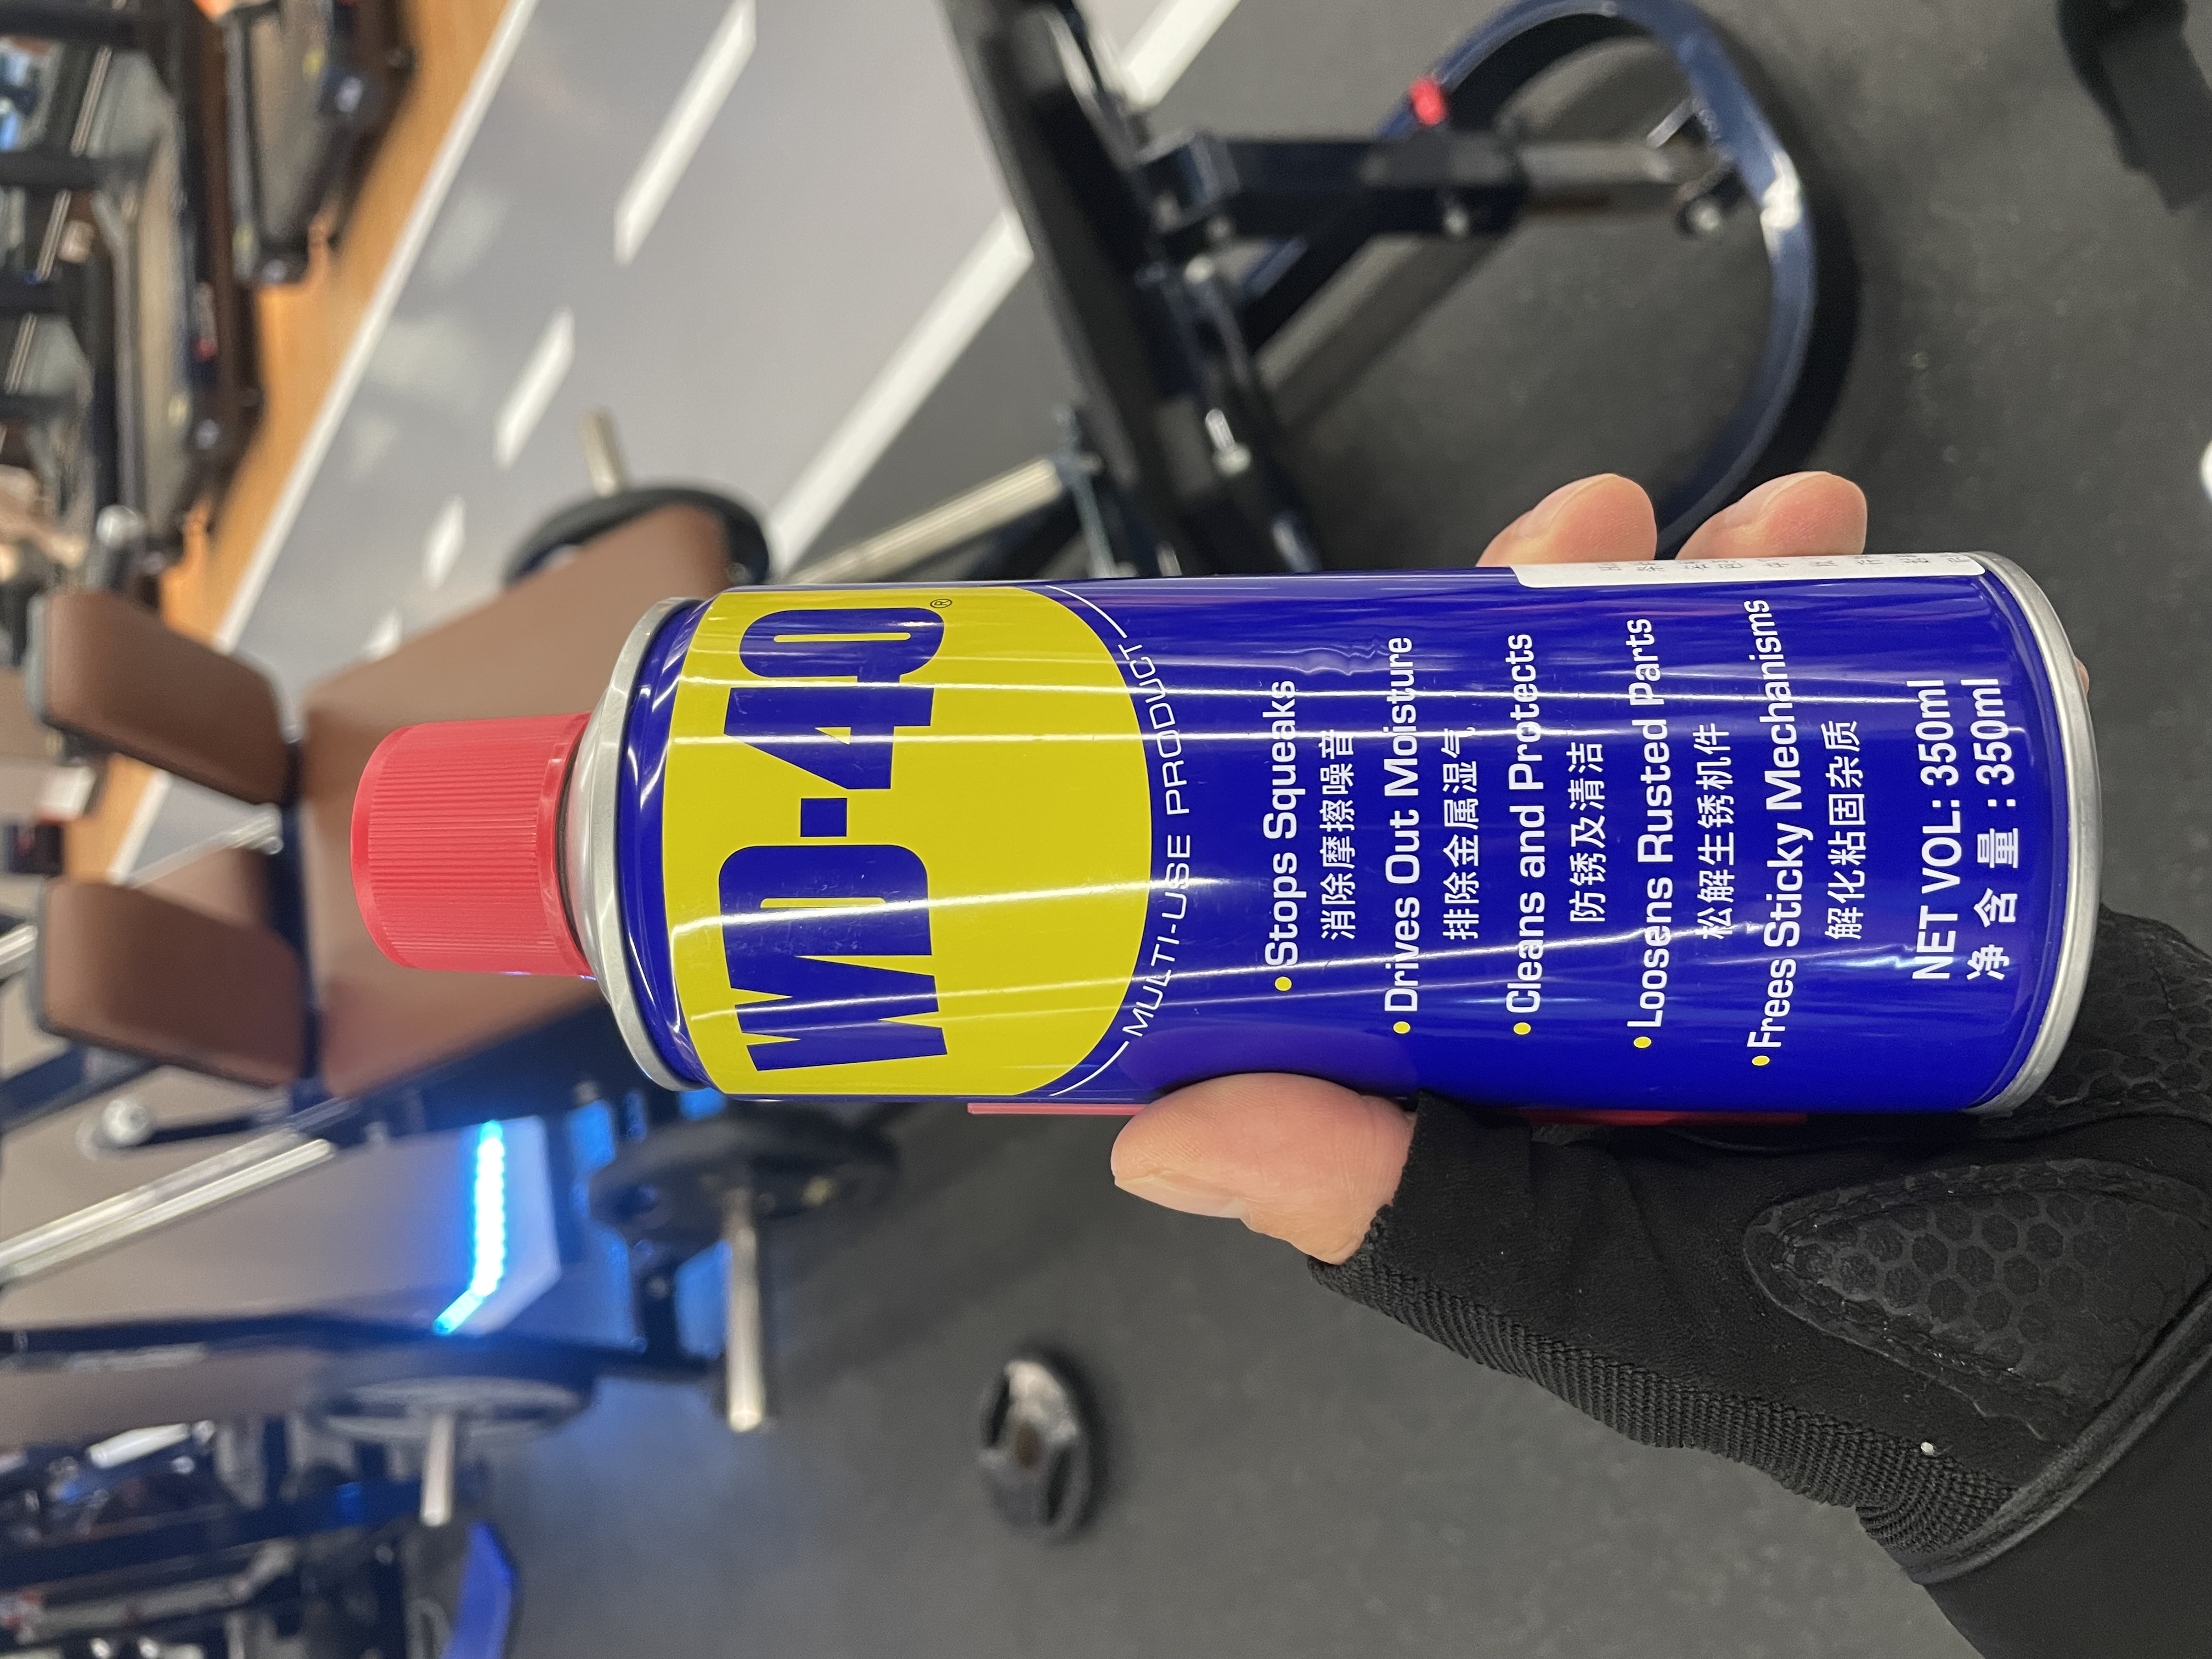 WD-40®
MULTI-USE PRODUCT
• Stops Squeaks
消除摩擦噪音
• Drives Out Moisture
排除金属湿气
• Cleans and Protects
防锈及清洁
• Loosens Rusted Parts
松解生锈机件
• Frees Sticky Mechanisms
解化粘固杂质
NET VOL: 350ml
净 含 量 : 350ml